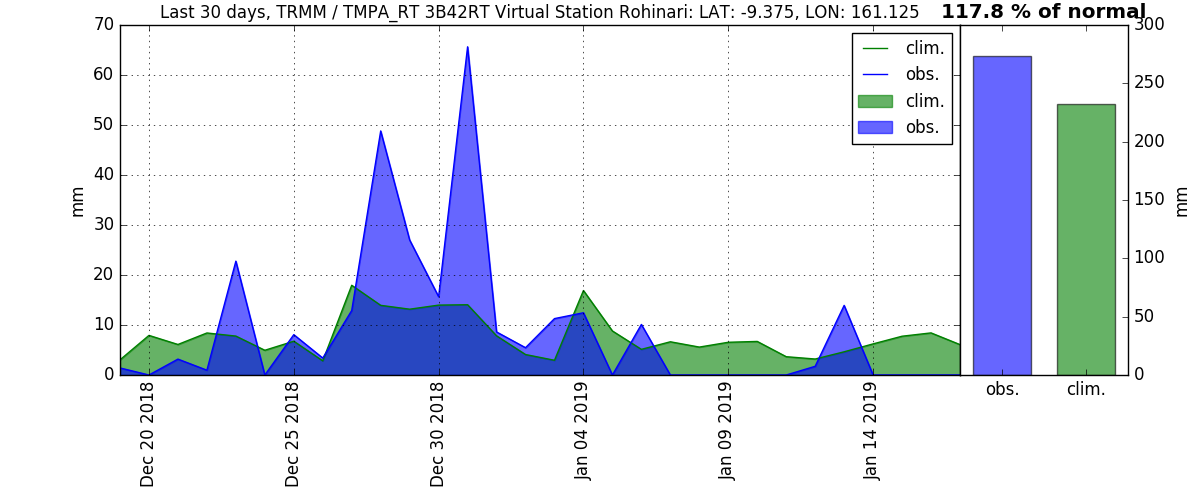 Last 30 days, TRMM / TMPA_RT 3B42RT Virtual Station Rohinari: LAT: -9.375, LON: 161.125
117.8 % of normal
70
60
50
40
30
20
10
0
mm
clim.
obs.
clim.
obs.
Dec 20 2018
Dec 25 2018
Dec 30 2018
Jan 04 2019
Jan 09 2019
Jan 14 2019
300
250
200
150
100
50
0
mm
obs.
clim.